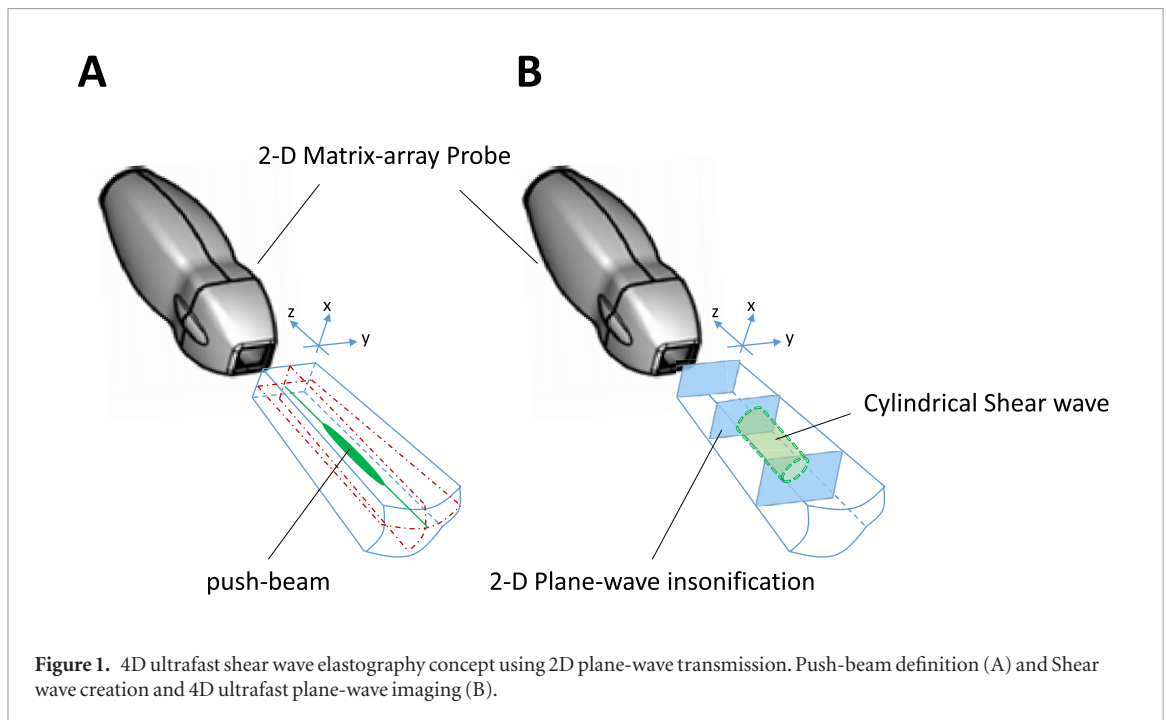 A
B
2-D Matrix-array Probe
x
z
y
x
z
y
Cylindrical Shear wave
push-beam
2-D Plane-wave insonification
Figure 1. 4D ultrafast shear wave elastography concept using 2D plane-wave transmission. Push-beam definition (A) and Shear
wave creation and 4D ultrafast plane-wave imaging (B).